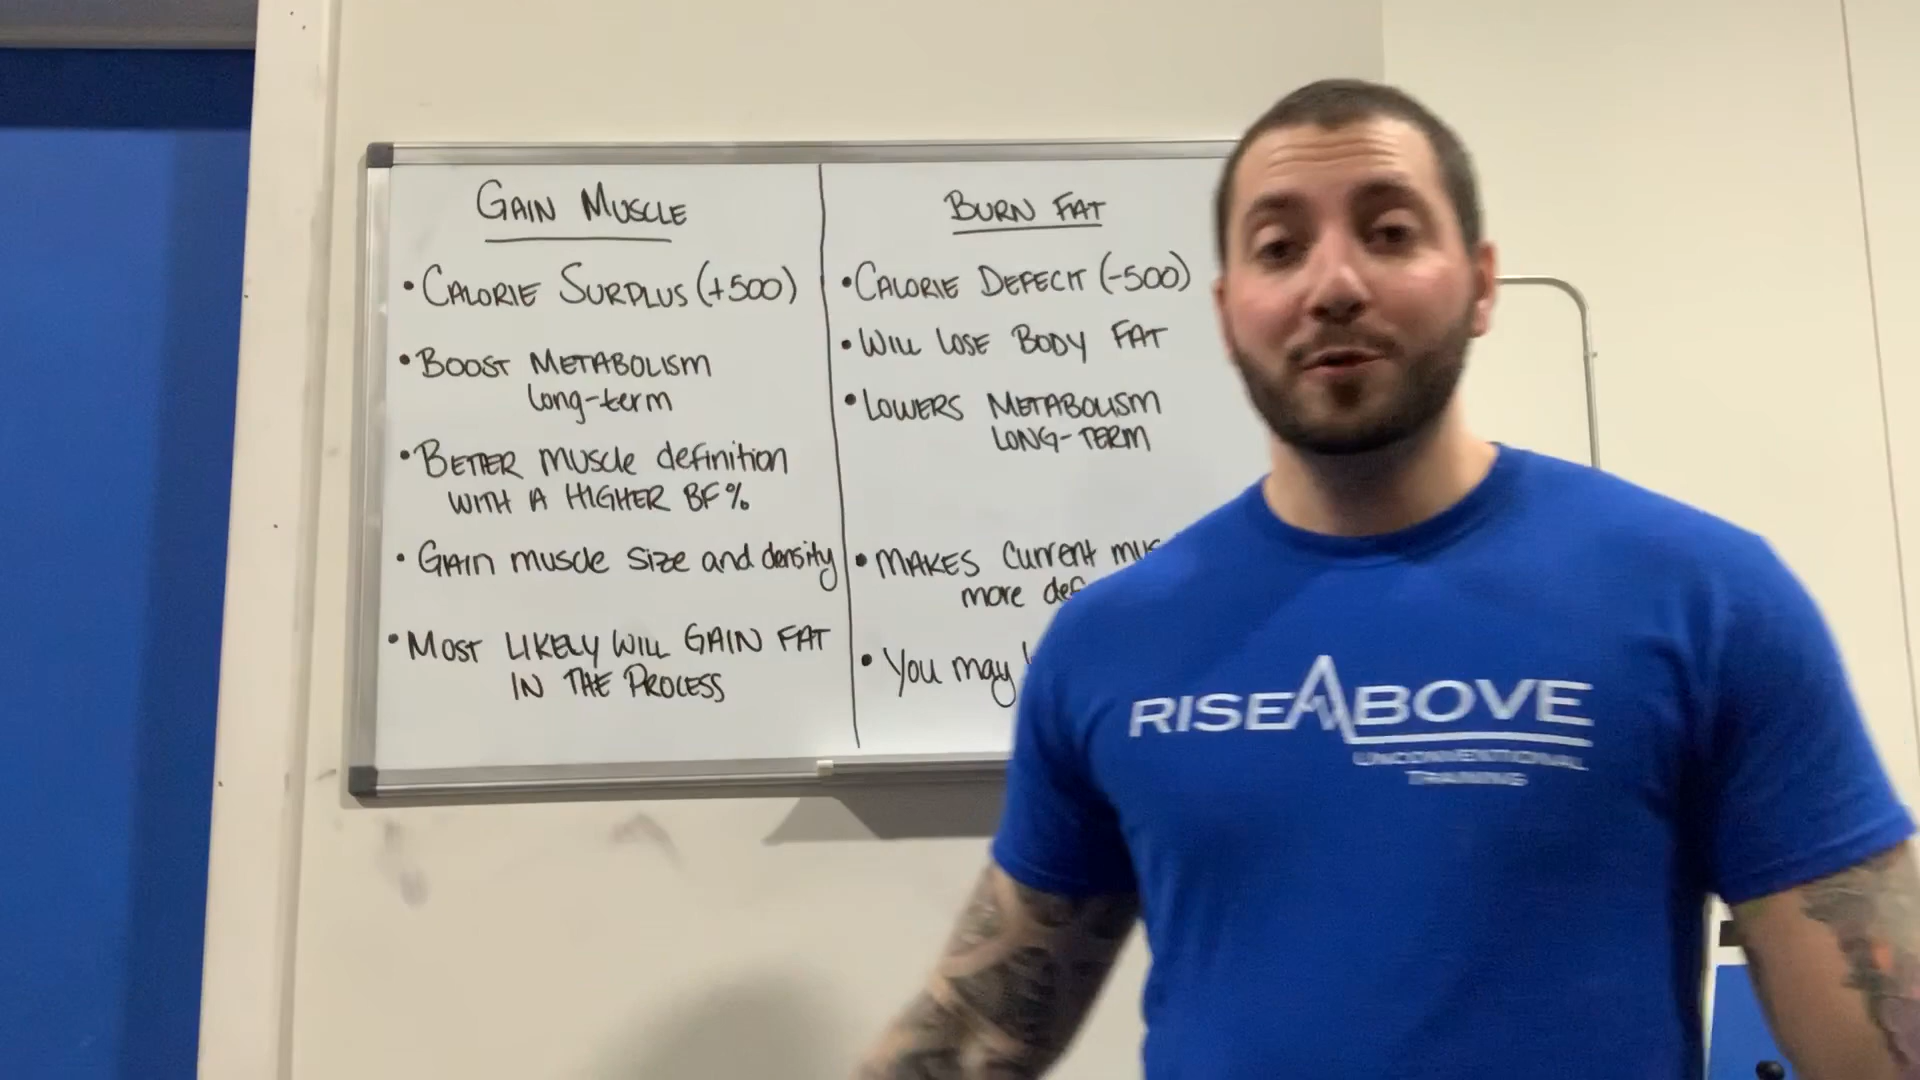 GAIN MUSCLE
• CALORIE SURPLUS (+500)
• BOOST METABOLISM
long-term
• BETTER muscle definition
WITH A HIGHER BF%
• GAIN muscle size and density
• MOST LIKELY WILL GAIN FAT
IN THE PROCESS
BURN FAT
• CALORIE DEFECIT (-500)
• WILL LOSE BODY FAT
• LOWERS METABOLISM
LONG-TERM
• MAKES current
more
• You may
RISEABOVE
UNCONVENTIONAL
TRAINING